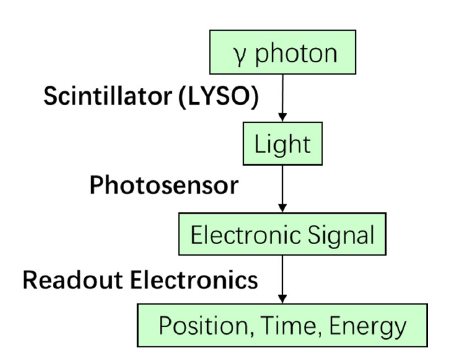 γ photon
Scintillator (LYSO)
Light
Photosensor
Electronic Signal
Readout Electronics
Position, Time, Energy